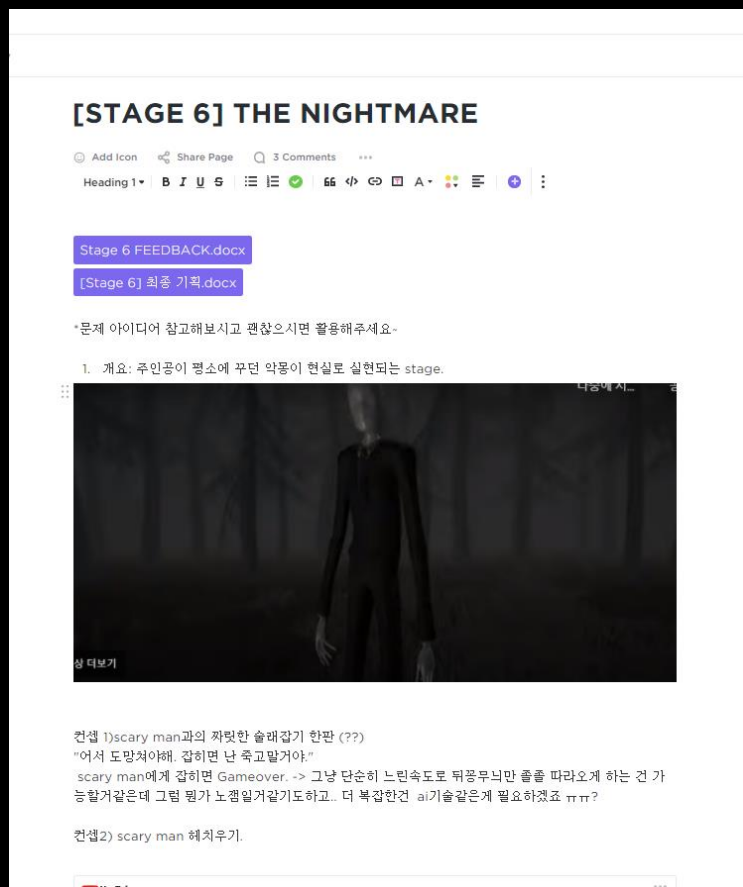 [STAGE 6] THE NIGHTMARE
Add Icon Share Page 3 Comments
Heading 1 B I U S A
Stage 6 FEEDBACK.docx
[Stage 6] 최종 기획.docx
*문제 아이디어 참고해보시고 괜찮으시면 활용해주세요~
1. 개요: 주인공이 평소에 꾸던 악몽이 현실로 실현되는 stage.
상 더보기
컨셉 1)scary man과의 짜릿한 술래잡기 한판 (??)
"어서 도망쳐야해. 잡히면 난 죽고말거야."
scary man에게 잡히면 Gameover. -> 그냥 단순히 느린속도로 뒤꽁무늬만 졸졸 따라오게 하는 건 가
능할거같은데 그럼 뭔가 노잼일거같기도하고.. 더 복잡한건 ai기술같은게 필요하겠죠 ㅠㅠ?
컨셉2) scary man 헤치우기.